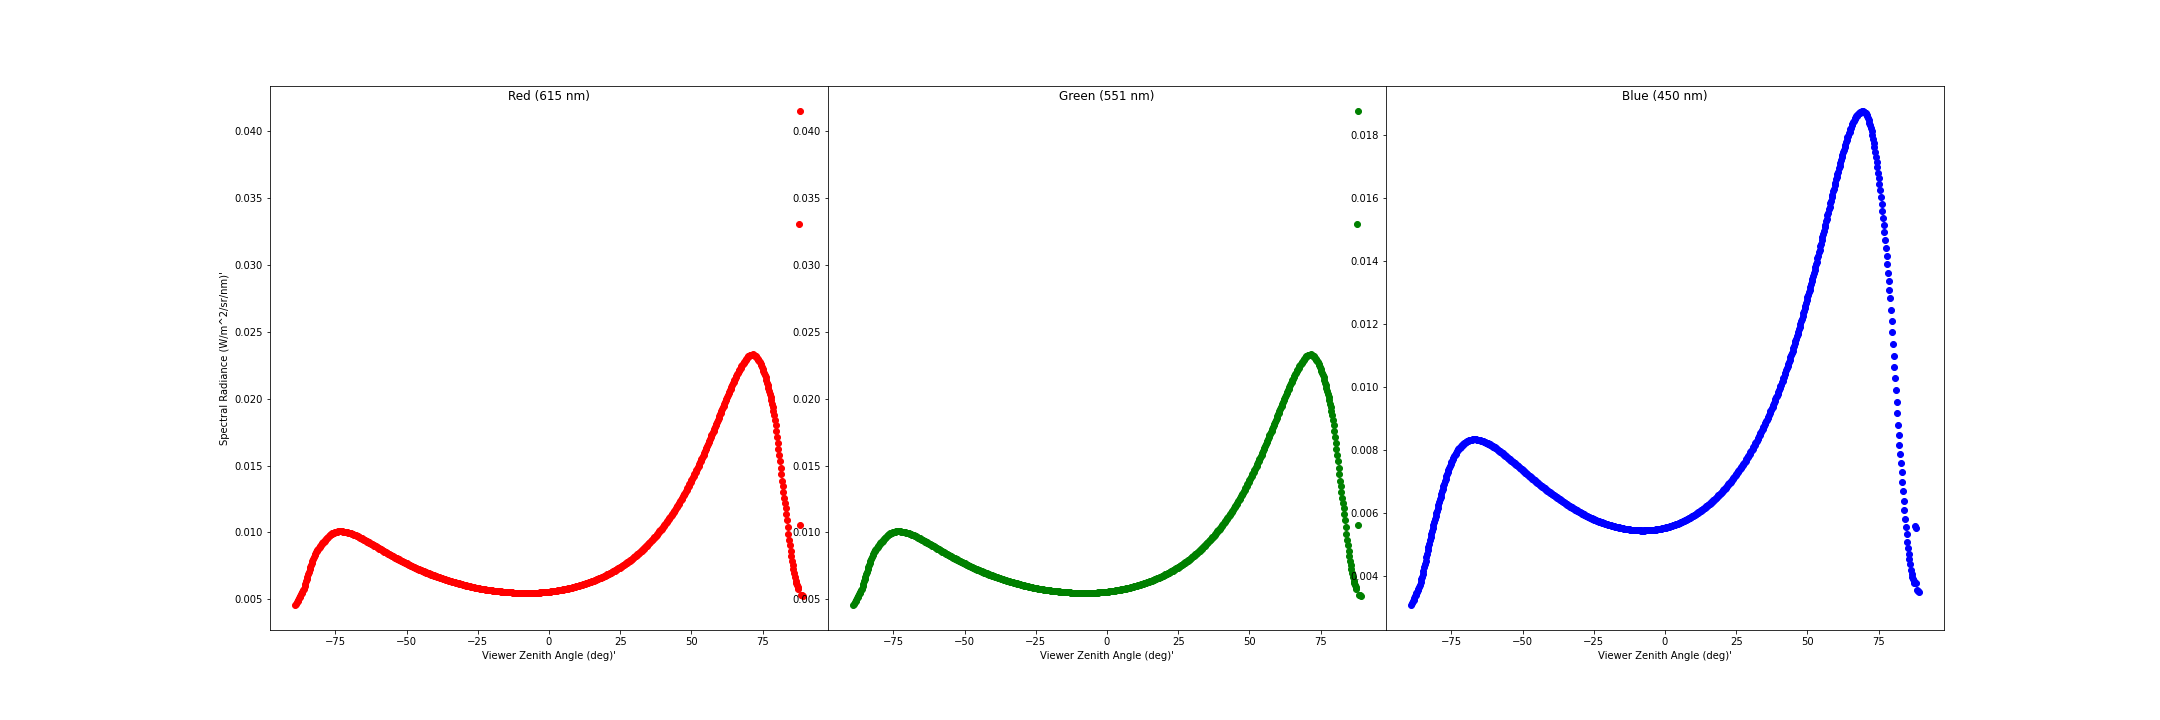 Red (615 nm)
Green (551 nm)
Blue (450 nm)
Spectral Radiance (W/m^2/sr/nm)'
0.040
0.035
0.030
0.025
0.020
0.015
0.010
0.005
−75 −50 −25 0 25 50 75
Viewer Zenith Angle (deg)'
0.040
0.035
0.030
0.025
0.020
0.015
0.010
0.005
−75 −50 −25 0 25 50 75
Viewer Zenith Angle (deg)'
0.018
0.016
0.014
0.012
0.010
0.008
0.006
0.004
−75 −50 −25 0 25 50 75
Viewer Zenith Angle (deg)'